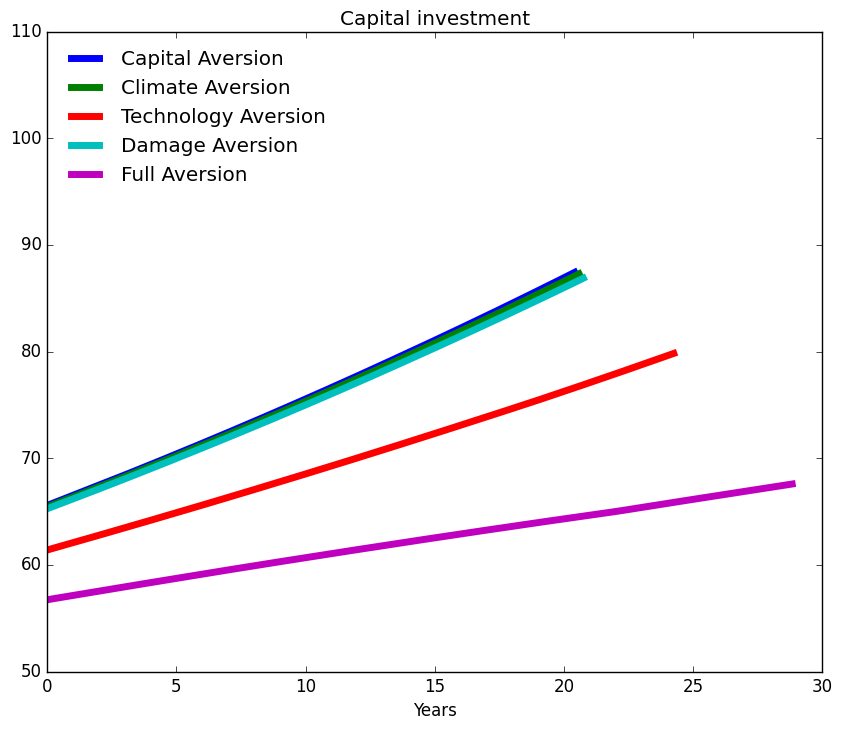 Capital investment
110
100
90
80
70
60
50
Capital Aversion
Climate Aversion
Technology Aversion
Damage Aversion
Full Aversion
0 5 10 15 20 25 30
Years